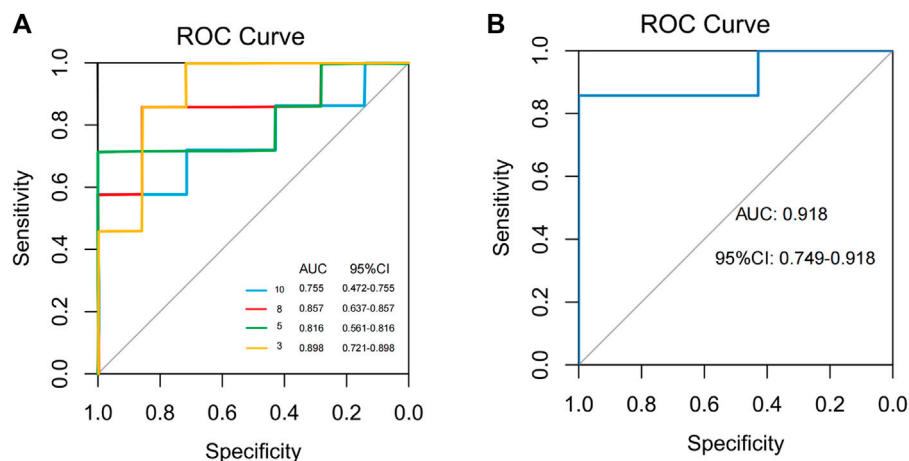 A
ROC Curve
1.0
0.8
0.6
0.4
0.2
0.0
Sensitivity
AUC 95%CI
10 0.755 0.472-0.755
8 0.857 0.637-0.857
5 0.816 0.561-0.816
3 0.898 0.721-0.898
1.0 0.8 0.6 0.4 0.2 0.0
Specificity
B
ROC Curve
1.0
0.8
0.6
0.4
0.2
0.0
Sensitivity
AUC: 0.918
95%CI: 0.749-0.918
1.0 0.8 0.6 0.4 0.2 0.0
Specificity